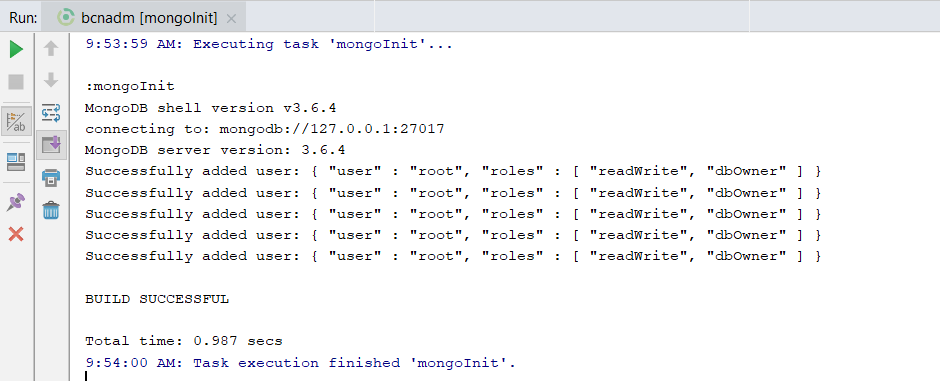 Run: bcnadm [mongoInit]
9:53:59 AM: Executing task 'mongoInit'...
:mongoInit
MongoDB shell version v3.6.4
connecting to: mongodb://127.0.0.1:27017
MongoDB server version: 3.6.4
Successfully added user: { "user" : "root", "roles" : [ "readWrite", "dbOwner" ] }
Successfully added user: { "user" : "root", "roles" : [ "readWrite", "dbOwner" ] }
Successfully added user: { "user" : "root", "roles" : [ "readWrite", "dbOwner" ] }
Successfully added user: { "user" : "root", "roles" : [ "readWrite", "dbOwner" ] }
Successfully added user: { "user" : "root", "roles" : [ "readWrite", "dbOwner" ] }
BUILD SUCCESSFUL
Total time: 0.987 secs
9:54:00 AM: Task execution finished 'mongoInit'.